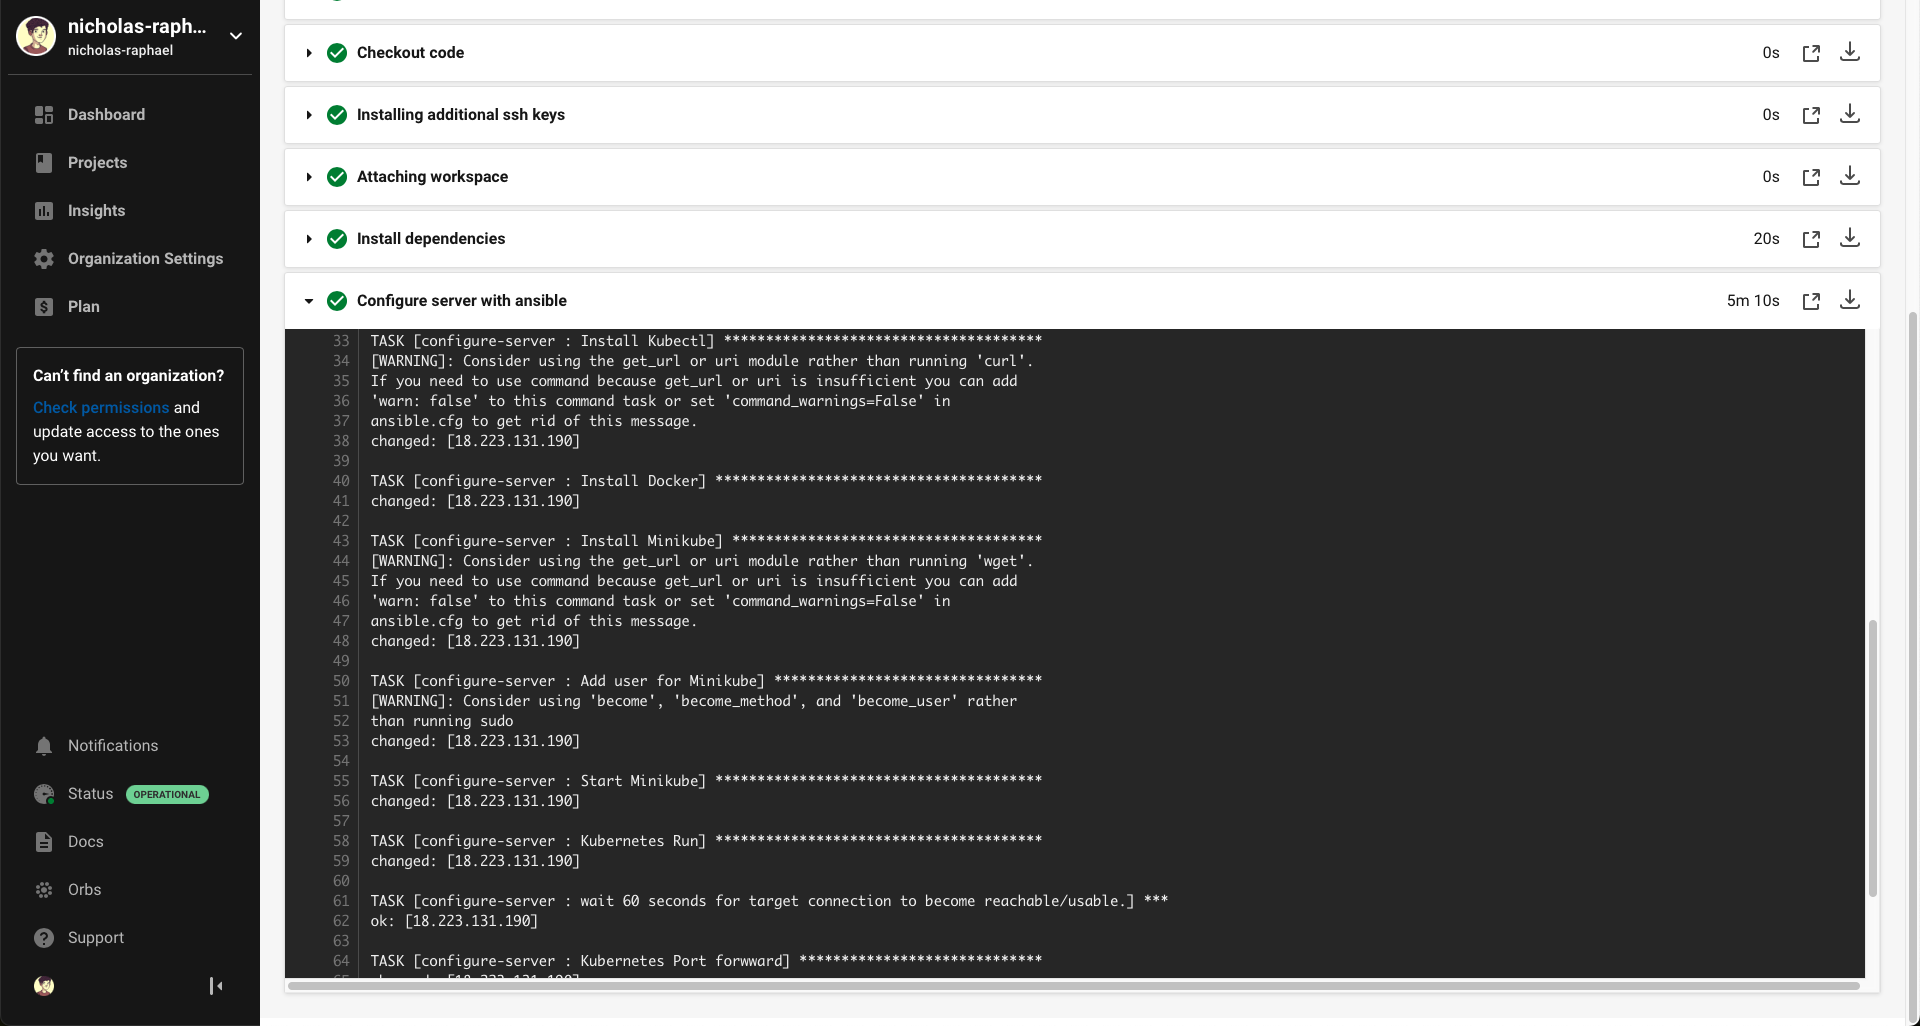 nicholas-raph...
nicholas-raphael
Dashboard
Projects
Insights
Organization Settings
Plan
Can't find an organization?
Check permissions and
update access to the ones
you want.
Notifications
Status OPERATIONAL
Docs
Orbs
Support
Checkout code 0s
Installing additional ssh keys 0s
Attaching workspace 0s
Install dependencies 20s
Configure server with ansible 5m 10s
33 TASK [configure-server : Install Kubectl] **************************************
34 [WARNING]: Consider using the get_url or uri module rather than running 'curl'.
35 If you need to use command because get_url or uri is insufficient you can add
36 'warn: false' to this command task or set 'command_warnings=False' in
37 ansible.cfg to get rid of this message.
38 changed: [18.223.131.190]
39
40 TASK [configure-server : Install Docker] ***************************************
41 changed: [18.223.131.190]
42
43 TASK [configure-server : Install Minikube] *************************************
44 [WARNING]: Consider using the get_url or uri module rather than running 'wget'.
45 If you need to use command because get_url or uri is insufficient you can add
46 'warn: false' to this command task or set 'command_warnings=False' in
47 ansible.cfg to get rid of this message.
48 changed: [18.223.131.190]
49
50 TASK [configure-server : Add user for Minikube] ********************************
51 [WARNING]: Consider using 'become', 'become_method', and 'become_user' rather
52 than running sudo
53 changed: [18.223.131.190]
54
55 TASK [configure-server : Start Minikube] ***************************************
56 changed: [18.223.131.190]
57
58 TASK [configure-server : Kubernetes Run] ***************************************
59 changed: [18.223.131.190]
60
61 TASK [configure-server : wait 60 seconds for target connection to become reachable/usable.] ***
62 ok: [18.223.131.190]
63
64 TASK [configure-server : Kubernetes Port forwward] *****************************